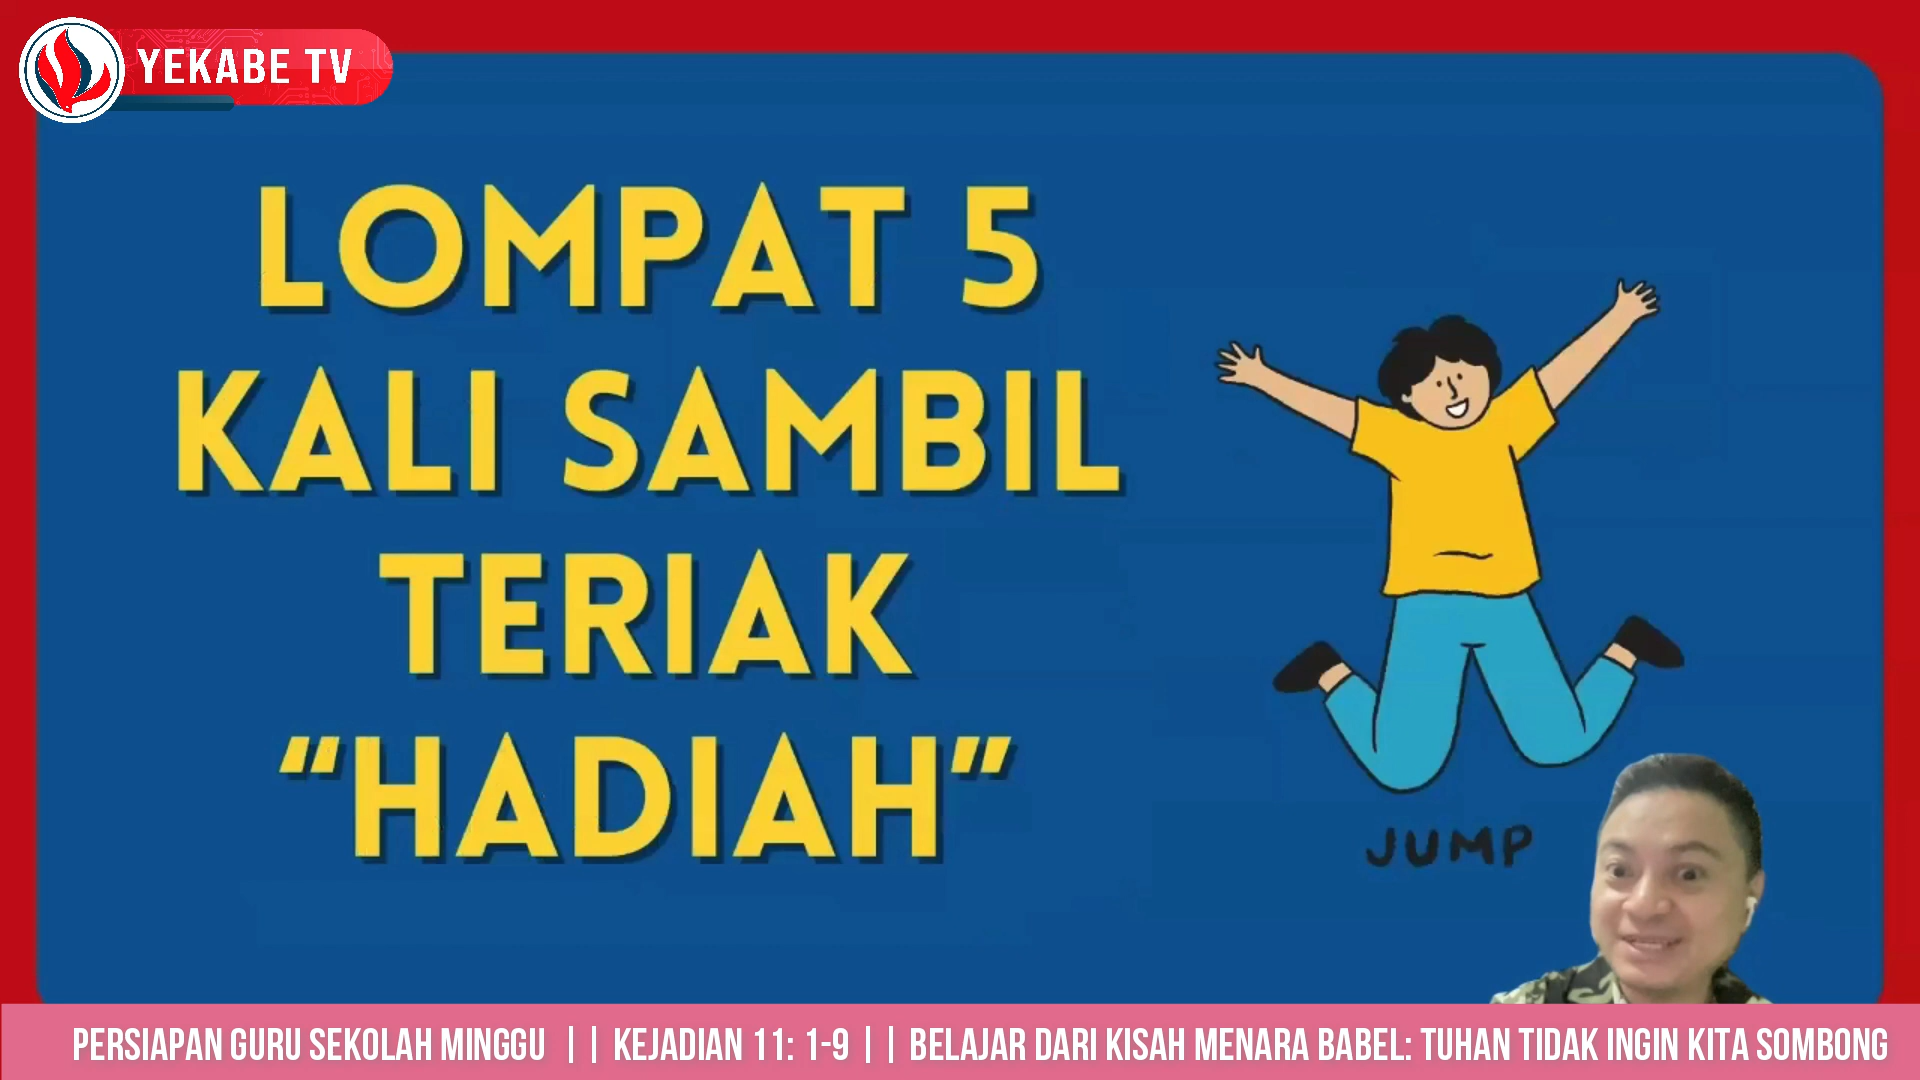 YEKABE TV
LOMPAT 5
KALI SAMBIL
TERIAK
“HADIAH”
JUMP
PERSIAPAN GURU SEKOLAH MINGGU || KEJADIAN 11: 1-9 || BELAJAR DARI KISAH MENARA BABEL: TUHAN TIDAK INGIN KITA SOMBONG